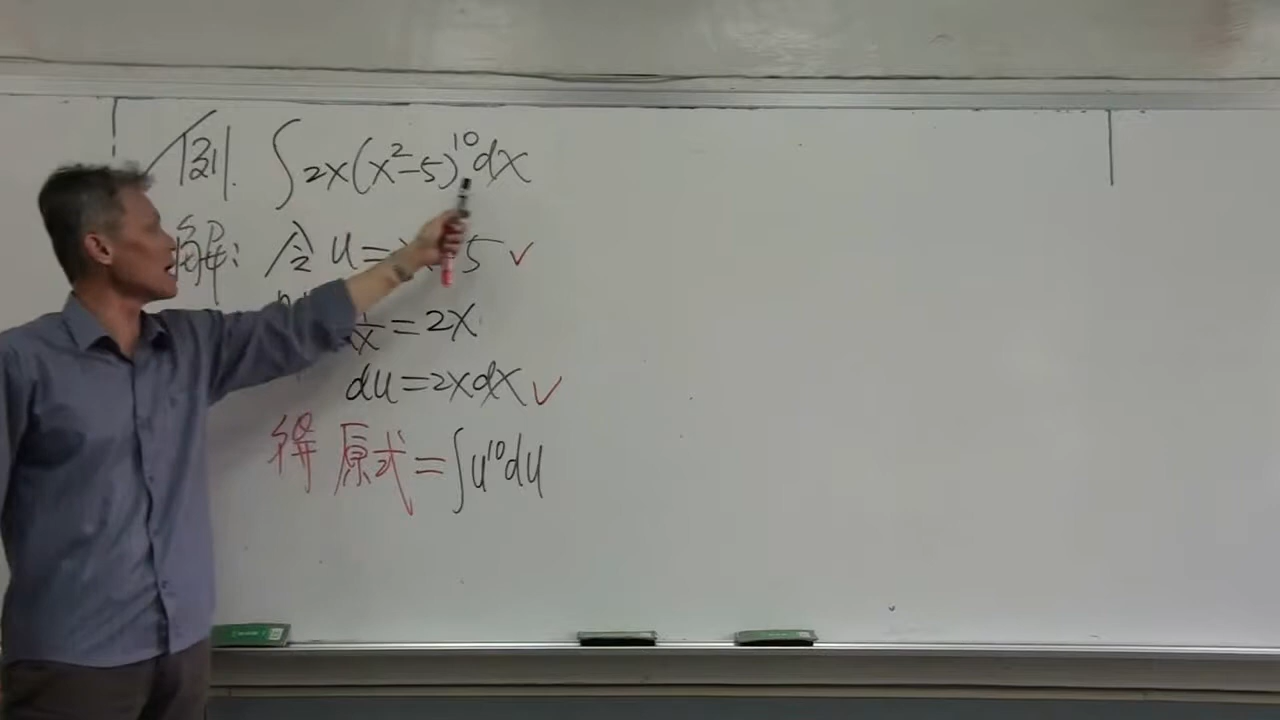 例. ∫2x(x²-5)¹⁰dx
解: 令 u = 5 ✓
= 2x
du = 2xdx ✓
得 原式 = ∫u¹⁰du